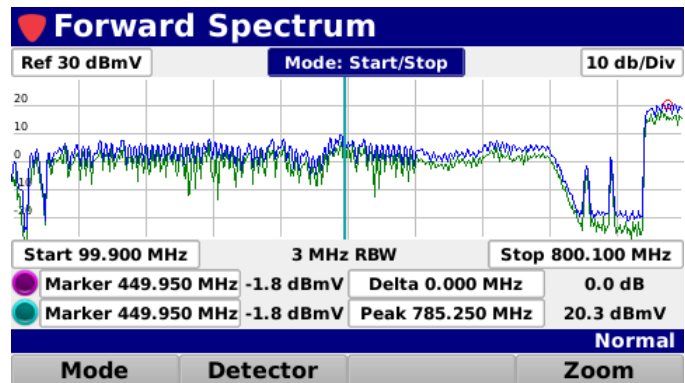 Forward Spectrum
Ref 30 dBmV Mode: Start/Stop 10 db/Div
20
10
0
-10
-20
Start 99.900 MHz 3 MHz RBW Stop 800.100 MHz
Marker 449.950 MHz -1.8 dBmV Delta 0.000 MHz 0.0 dB
Marker 449.950 MHz -1.8 dBmV Peak 785.250 MHz 20.3 dBmV
Normal
Mode Detector Zoom